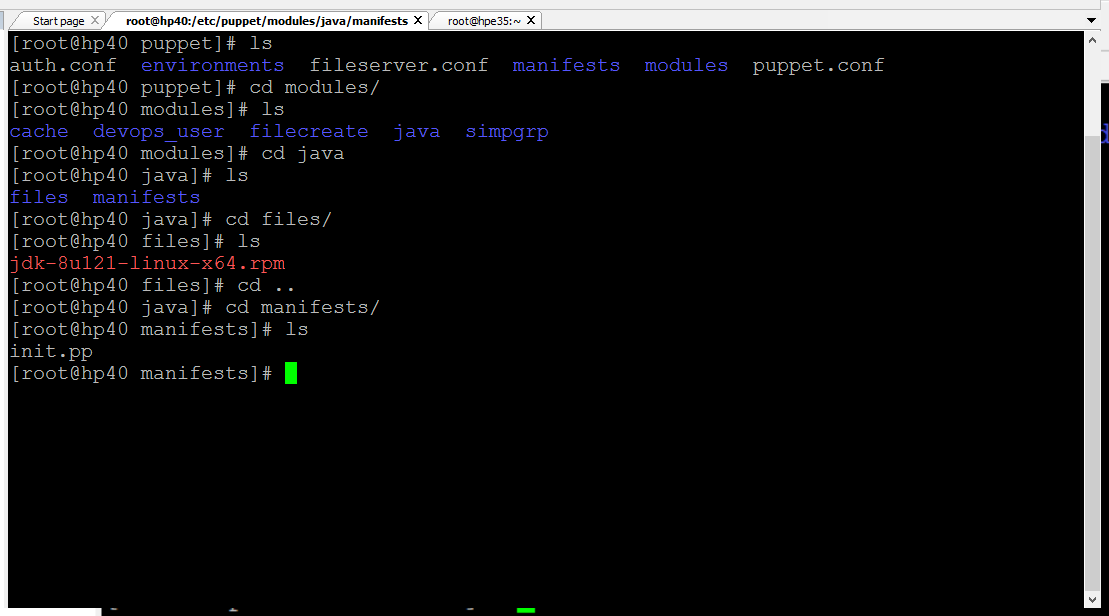 Start page
root@hp40:/etc/puppet/modules/java/manifests
root@hpe35:~
[root@hp40 puppet]# ls
auth.conf environments fileserver.conf manifests modules puppet.conf
[root@hp40 puppet]# cd modules/
[root@hp40 modules]# ls
cache devops_user filecreate java simpgrp
[root@hp40 modules]# cd java
[root@hp40 java]# ls
files manifests
[root@hp40 java]# cd files/
[root@hp40 files]# ls
jdk-8u121-linux-x64.rpm
[root@hp40 files]# cd ..
[root@hp40 java]# cd manifests/
[root@hp40 manifests]# ls
init.pp
[root@hp40 manifests]#